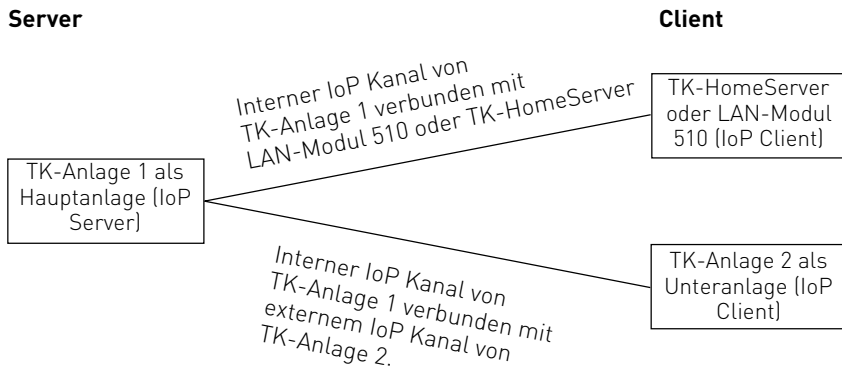 Server
Client
Interner IoP Kanal von
TK-Anlage 1 verbunden mit
LAN-Modul 510 oder TK-HomeServer
TK-HomeServer
oder LAN-Modul
510 (IoP Client)
TK-Anlage 1 als
Hauptanlage (IoP
Server)
Interner IoP Kanal von
TK-Anlage 1 verbunden mit
externem IoP Kanal von
TK-Anlage 2.
TK-Anlage 2 als
Unteranlage (IoP
Client)